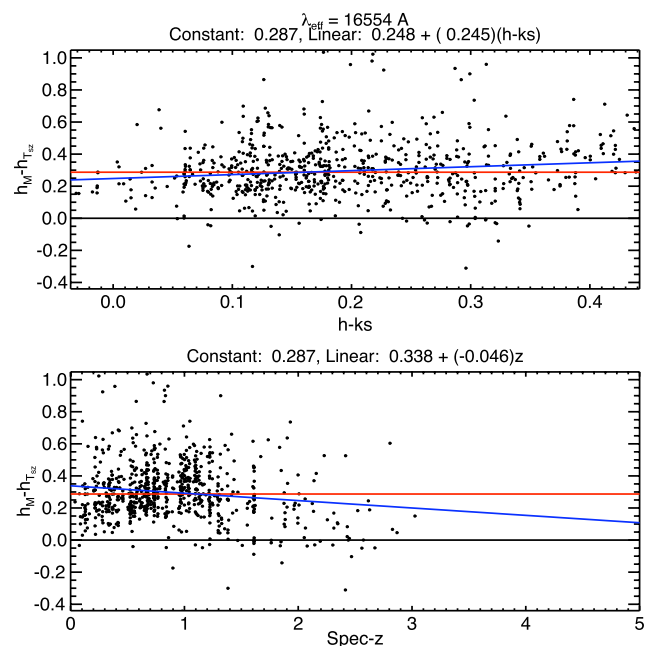 λeff = 16554 A
Constant: 0.287, Linear: 0.248 + ( 0.245)(h-ks)
1.0
0.8
0.6
0.4
0.2
0.0
-0.2
-0.4
hM-hTsz
0.0 0.1 0.2 0.3 0.4
h-ks
Constant: 0.287, Linear: 0.338 + (-0.046)z
1.0
0.8
0.6
0.4
0.2
0.0
-0.2
-0.4
hM-hTsz
0 1 2 3 4 5
Spec-z